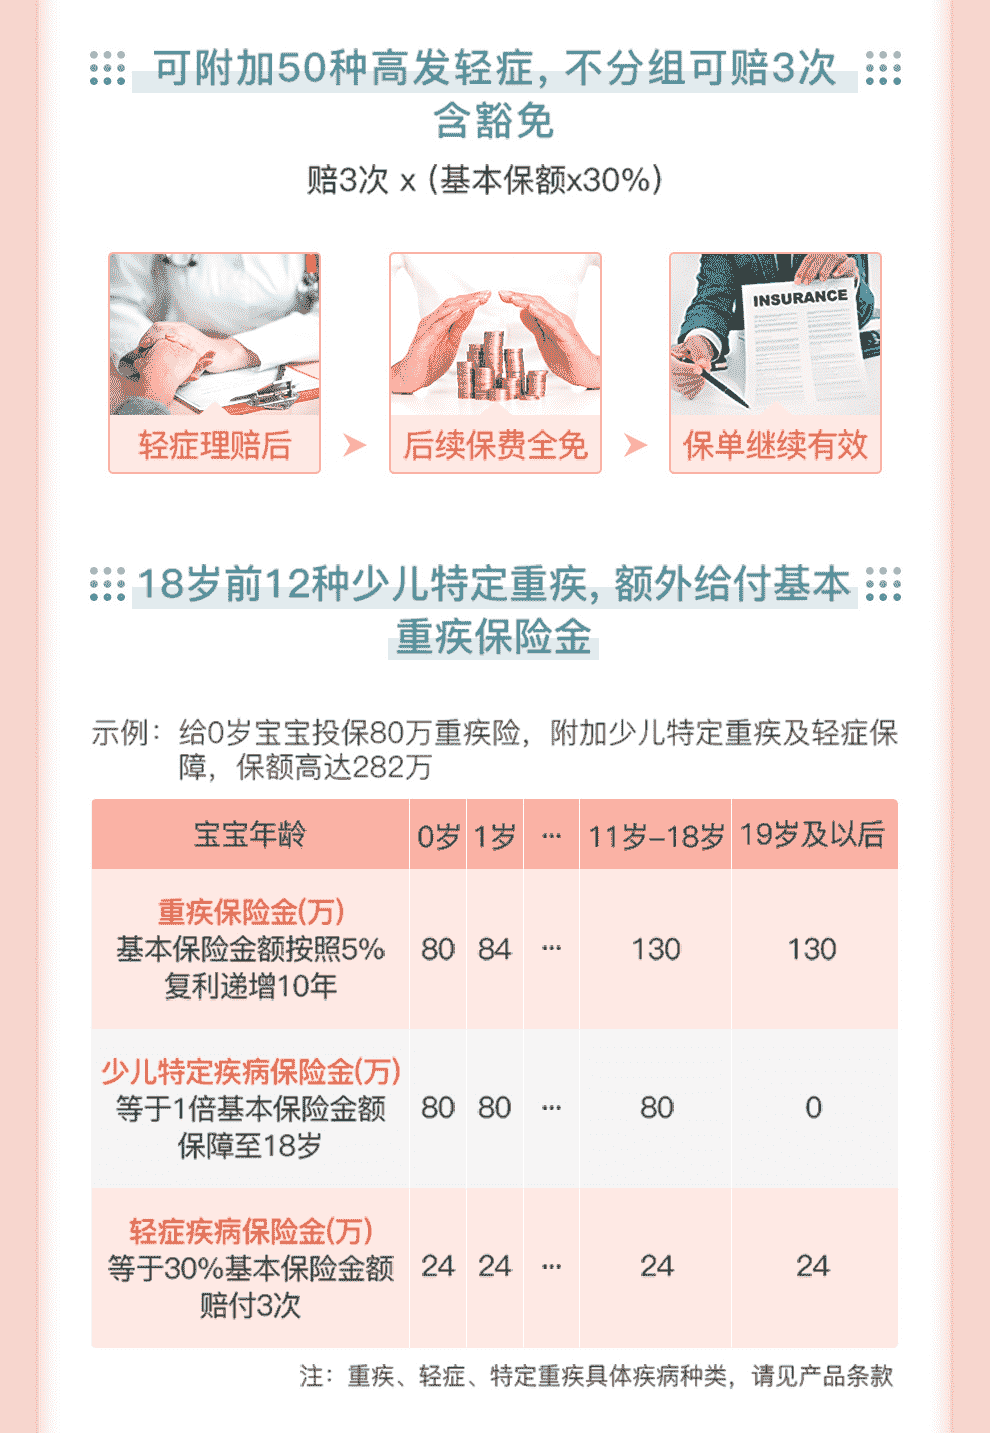 可附加50种高发轻症, 不分组可赔3次
含豁免
赔3次 x (基本保额x30%)
INSURANCE
轻症理赔后
后续保费全免
保单继续有效
18岁前12种少儿特定重疾, 额外给付基本
重疾保险金
示例: 给0岁宝宝投保80万重疾险, 附加少儿特定重疾及轻症保
障, 保额高达282万
宝宝年龄 0岁 1岁 ··· 11岁-18岁 19岁及以后
重疾保险金(万)
基本保险金额按照5% 80 84 ··· 130 130
复利递增10年
少儿特定疾病保险金(万)
等于1倍基本保险金额 80 80 ··· 80 0
保障至18岁
轻症疾病保险金(万)
等于30%基本保险金额 24 24 ··· 24 24
赔付3次
注: 重疾、轻症、特定重疾具体疾病种类, 请见产品条款